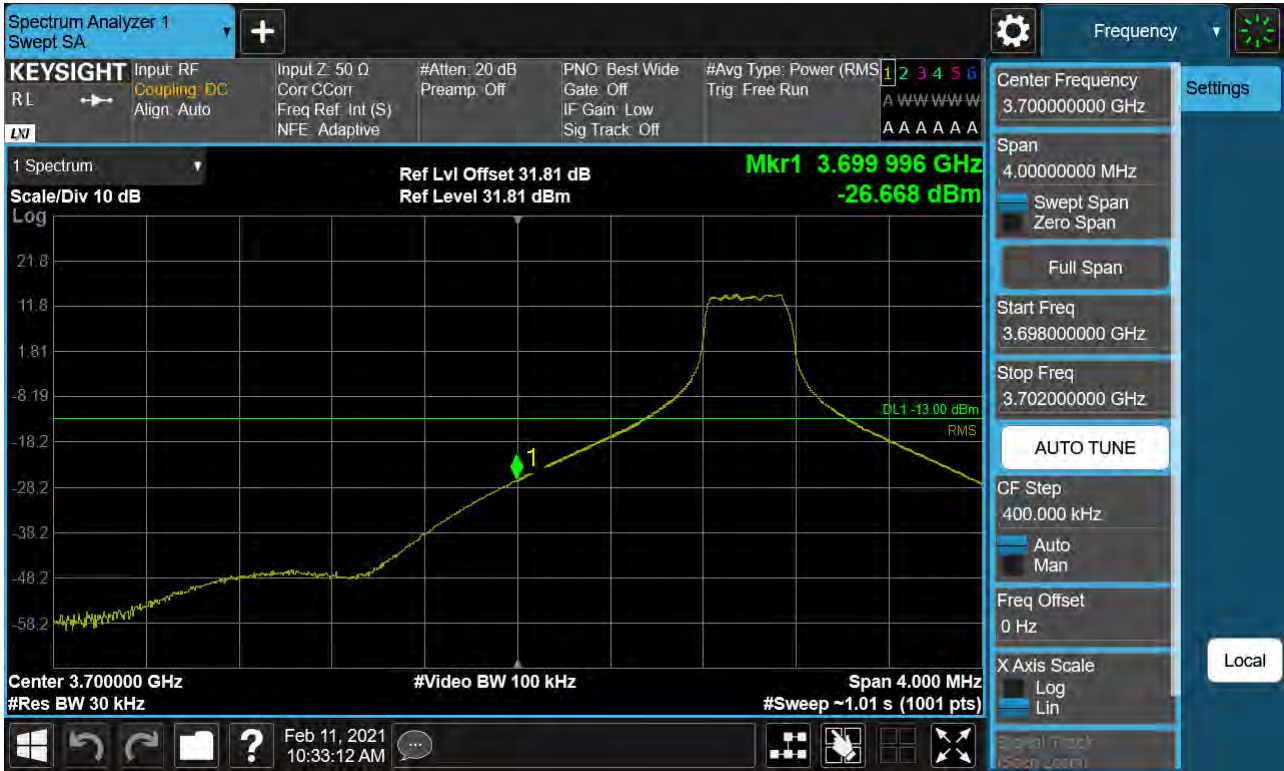 Spectrum Analyzer 1
Swept SA
+
Frequency
KEYSIGHT
RL
LXI
Input: RF
Coupling: DC
Align: Auto
Input Z: 50 Ω
Corr CCorr
Freq Ref: Int (S)
NFE: Adaptive
#Atten: 20 dB
Preamp: Off
PNO: Best Wide
Gate: Off
IF Gain: Low
Sig Track: Off
#Avg Type: Power (RMS
Trig: Free Run
1 2 3 4 5 6
A W W W W W
A A A A A A
1 Spectrum
Scale/Div 10 dB
Log
Ref Lvl Offset 31.81 dB
Ref Level 31.81 dBm
Mkr1 3.699 996 GHz
-26.668 dBm
21.8
11.8
1.81
-8.19
-18.2
-28.2
-38.2
-48.2
-58.2
DL1 -13.00 dBm
RMS
1
Center 3.700000 GHz
#Res BW 30 kHz
#Video BW 100 kHz
Span 4.000 MHz
#Sweep ~1.01 s (1001 pts)
Center Frequency
3.700000000 GHz
Settings
Span
4.00000000 MHz
Swept Span
Zero Span
Full Span
Start Freq
3.698000000 GHz
Stop Freq
3.702000000 GHz
AUTO TUNE
CF Step
400.000 kHz
Auto
Man
Freq Offset
0 Hz
X Axis Scale
Log
Lin
Signal Track
(Span Zoom)
Local
?
Feb 11, 2021
10:33:12 AM